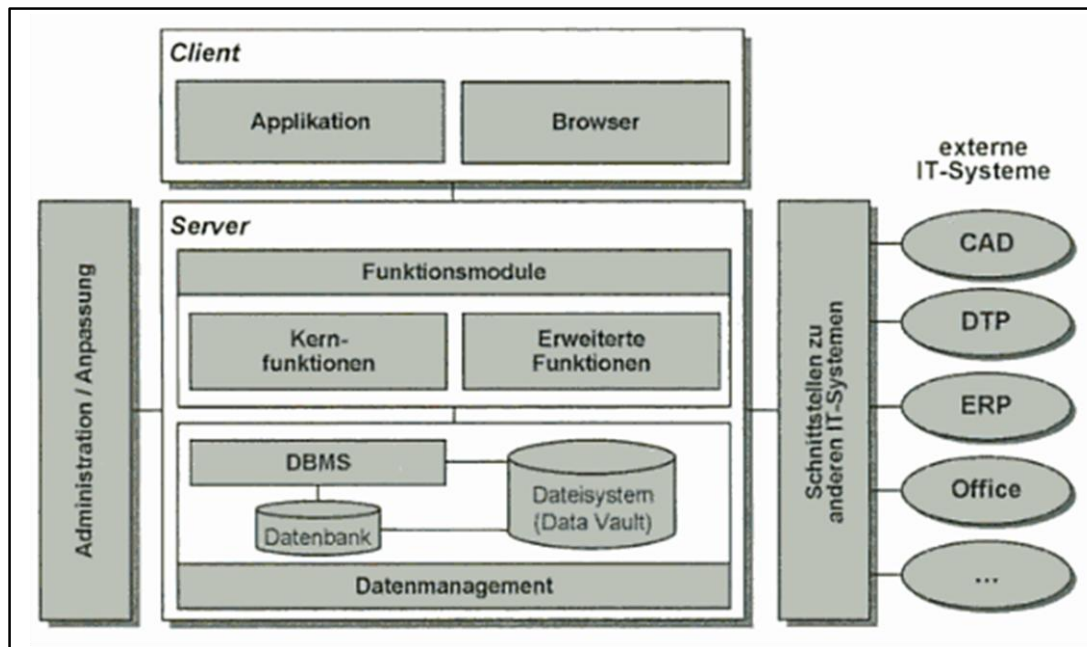 Client
Applikation
Browser
externe
IT-Systeme
Administration / Anpassung
Server
Funktionsmodule
Kern-
funktionen
Erweiterte
Funktionen
DBMS
Datenbank
Dateisystem
(Data Vault)
Datenmanagement
Schnittstellen zu
anderen IT-Systemen
CAD
DTP
ERP
Office
...